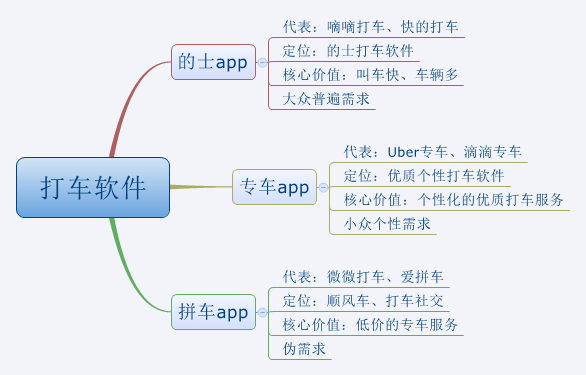 打车软件
的士app
代表：嘀嘀打车、快的打车
定位：的士打车软件
核心价值：叫车快、车辆多
大众普遍需求
专车app
代表：Uber专车、滴滴专车
定位：优质个性打车软件
核心价值：个性化的优质打车服务
小众个性需求
拼车app
代表：微微打车、爱拼车
定位：顺风车、打车社交
核心价值：低价的专车服务
伪需求